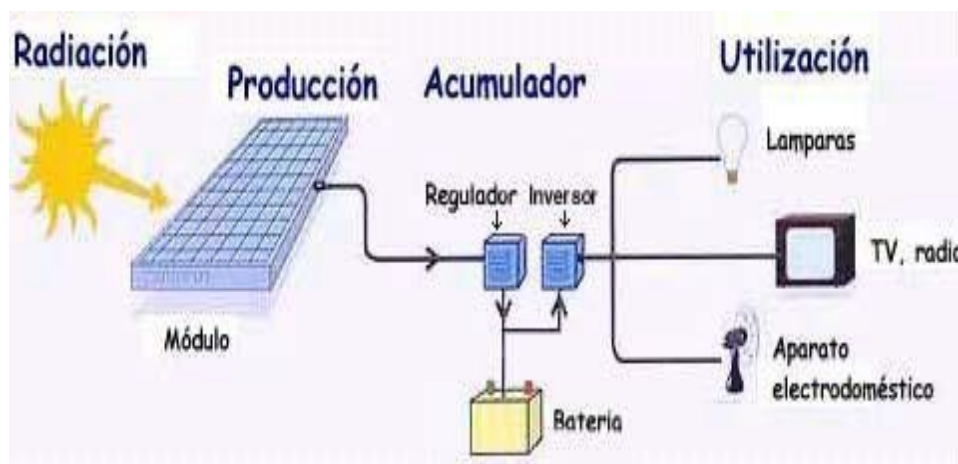 Radiación
Producción
Acumulador
Utilización
Lamparas
Regulador
Inversor
TV, radio
Módulo
Aparato
electrodoméstico
Bateria